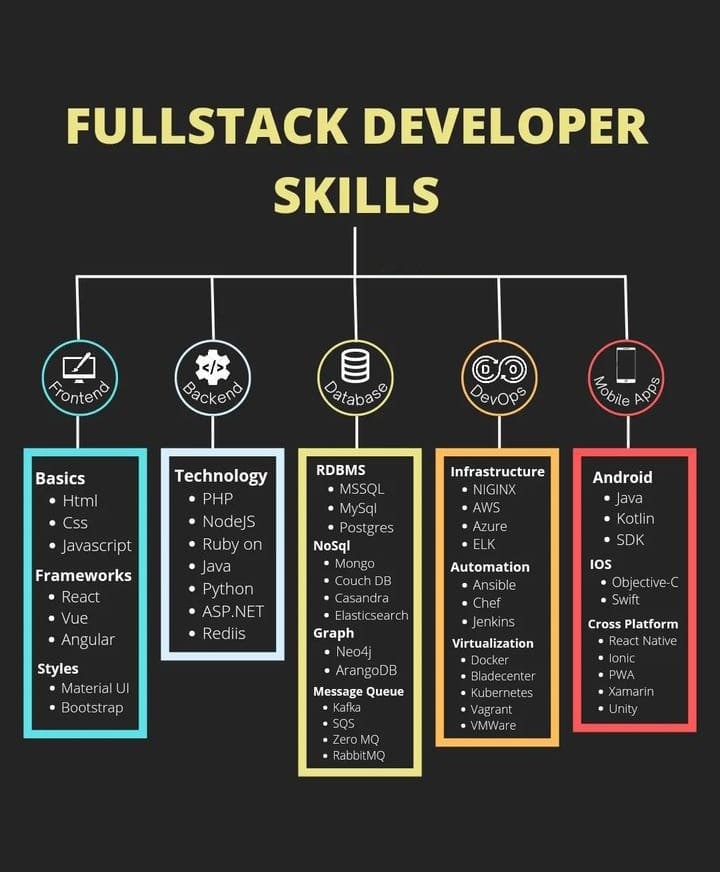 FULLSTACK DEVELOPER
SKILLS
Frontend
Backend
Database
DevOps
Mobile Apps
Basics
Html
Css
Javascript
Frameworks
React
Vue
Angular
Styles
Material UI
Bootstrap
Technology
PHP
NodeJS
Ruby on
Java
Python
ASP.NET
Rediis
RDBMS
MSSQL
MySql
Postgres
NoSql
Mongo
Couch DB
Casandra
Elasticsearch
Graph
Neo4j
ArangoDB
Message Queue
Kafka
SQS
Zero MQ
RabbitMQ
Infrastructure
NIGINX
AWS
Azure
ELK
Automation
Ansible
Chef
Jenkins
Virtualization
Docker
Bladecenter
Kubernetes
Vagrant
VMWare
Android
Java
Kotlin
SDK
IOS
Objective-C
Swift
Cross Platform
React Native
Ionic
PWA
Xamarin
Unity